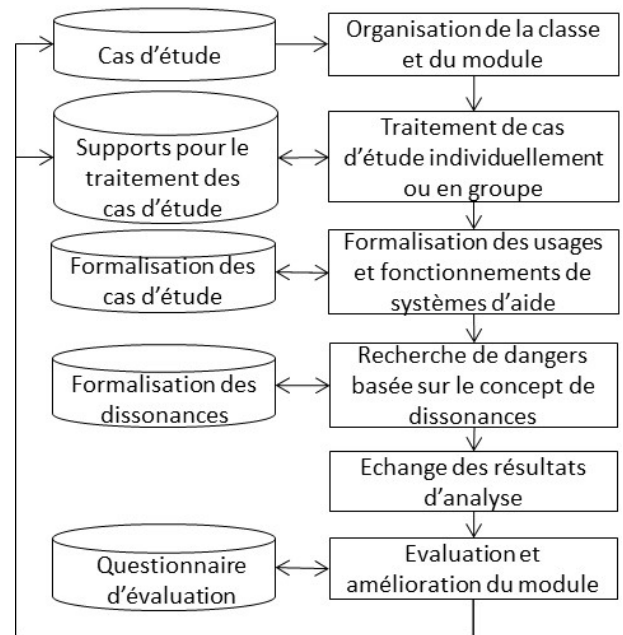 Cas d'étude
Organisation de la classe
et du module
Supports pour le
traitement des
cas d'étude
Traitement de cas
d'étude individuellement
ou en groupe
Formalisation des
cas d'étude
Formalisation des usages
et fonctionnements de
systèmes d'aide
Formalisation des
dissonances
Recherche de dangers
basée sur le concept de
dissonances
Echange des résultats
d'analyse
Questionnaire
d'évaluation
Evaluation et
amélioration du module